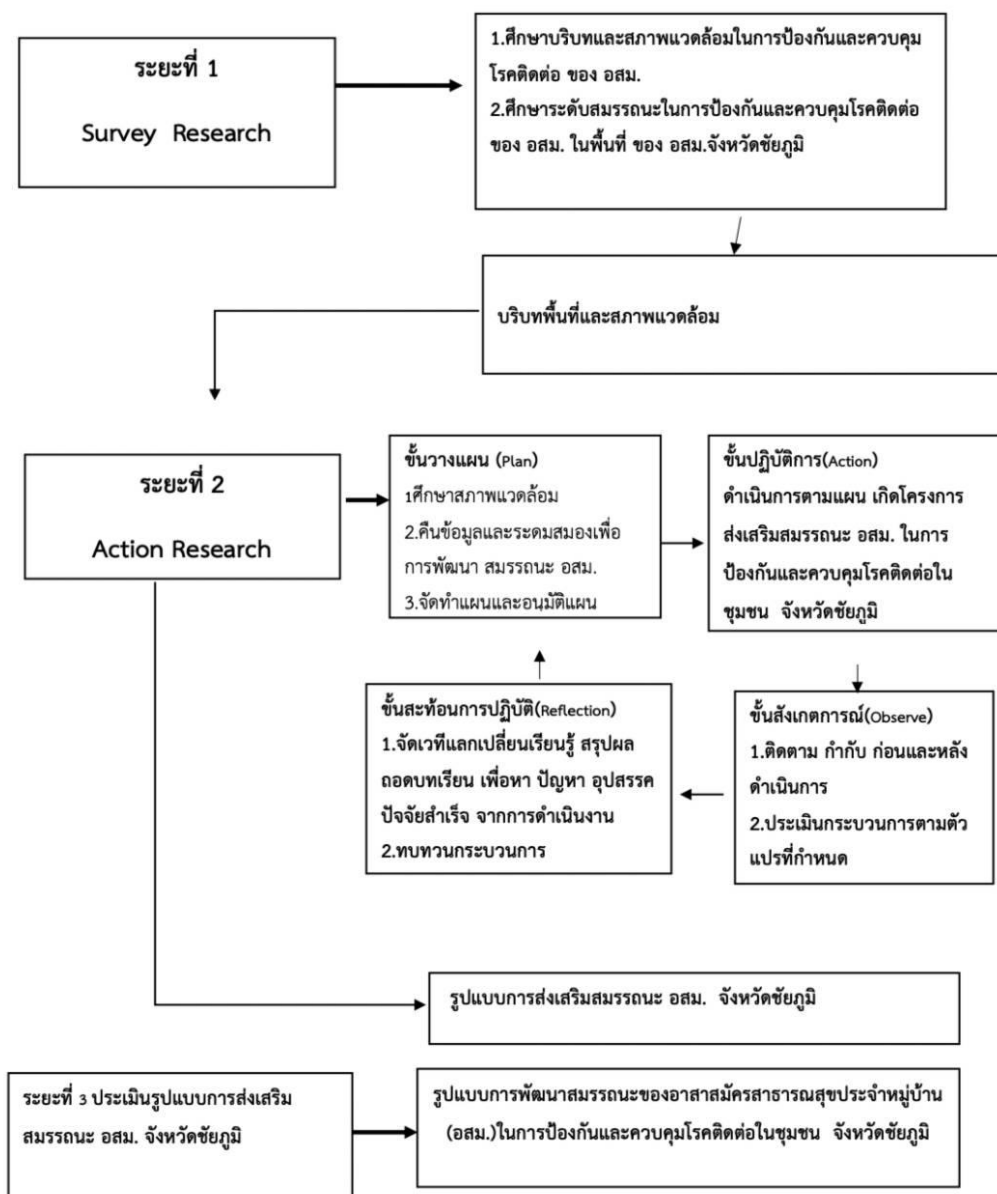 ระยะที่ 1
Survey Research
1.ศึกษาบริบทและสภาพแวดล้อมในการป้องกันและควบคุม
โรคติดต่อ ของ อสม.
2.ศึกษาระดับสมรรถนะในการป้องกันและควบคุมโรคติดต่อ
ของ อสม. ในพื้นที่ ของ อสม.จังหวัดชัยภูมิ
บริบทพื้นที่และสภาพแวดล้อม
ระยะที่ 2
Action Research
ขั้นวางแผน (Plan)
1ศึกษาสภาพแวดล้อม
2.คืนข้อมูลและระดมสมองเพื่อ
การพัฒนา สมรรถนะ อสม.
3.จัดทำแผนและอนุมัติแผน
ขั้นปฏิบัติการ(Action)
ดำเนินการตามแผน เกิดโครงการ
ส่งเสริมสมรรถนะ อสม. ในการ
ป้องกันและควบคุมโรคติดต่อใน
ชุมชน จังหวัดชัยภูมิ
ขั้นสะท้อนการปฏิบัติ(Reflection)
1.จัดเวทีแลกเปลี่ยนเรียนรู้ สรุปผล
ถอดบทเรียน เพื่อหา ปัญหา อุปสรรค
ปัจจัยสำเร็จ จากการดำเนินงาน
2.ทบทวนกระบวนการ
ขั้นสังเกตการณ์(Observe)
1.ติดตาม กำกับ ก่อนและหลัง
ดำเนินการ
2.ประเมินกระบวนการตามตัว
แปรที่กำหนด
รูปแบบการส่งเสริมสมรรถนะ อสม. จังหวัดชัยภูมิ
ระยะที่ 3 ประเมินรูปแบบการส่งเสริม
สมรรถนะ อสม. จังหวัดชัยภูมิ
รูปแบบการพัฒนาสมรรถนะของอาสาสมัครสาธารณสุขประจำหมู่บ้าน
(อสม.)ในการป้องกันและควบคุมโรคติดต่อในชุมชน จังหวัดชัยภูมิ